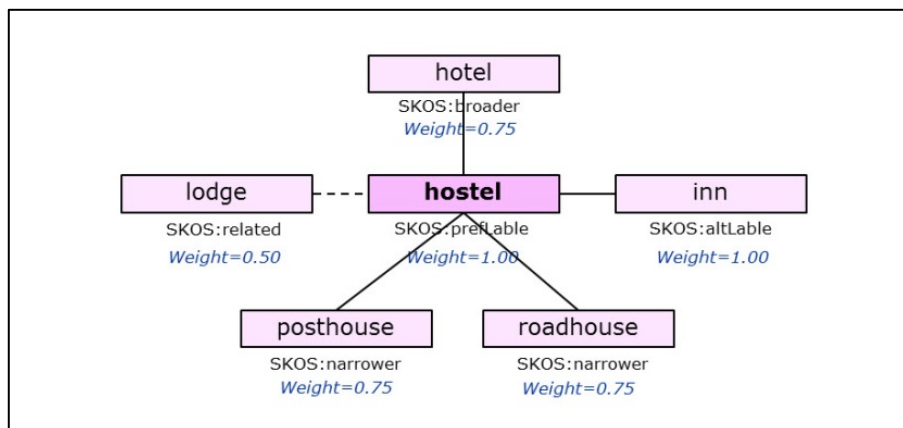 hotel
SKOS:broader
Weight=0.75
lodge
hostel
inn
SKOS:related
SKOS:prefLable
SKOS:altLable
Weight=0.50
Weight=1.00
Weight=1.00
posthouse
roadhouse
SKOS:narrower
SKOS:narrower
Weight=0.75
Weight=0.75